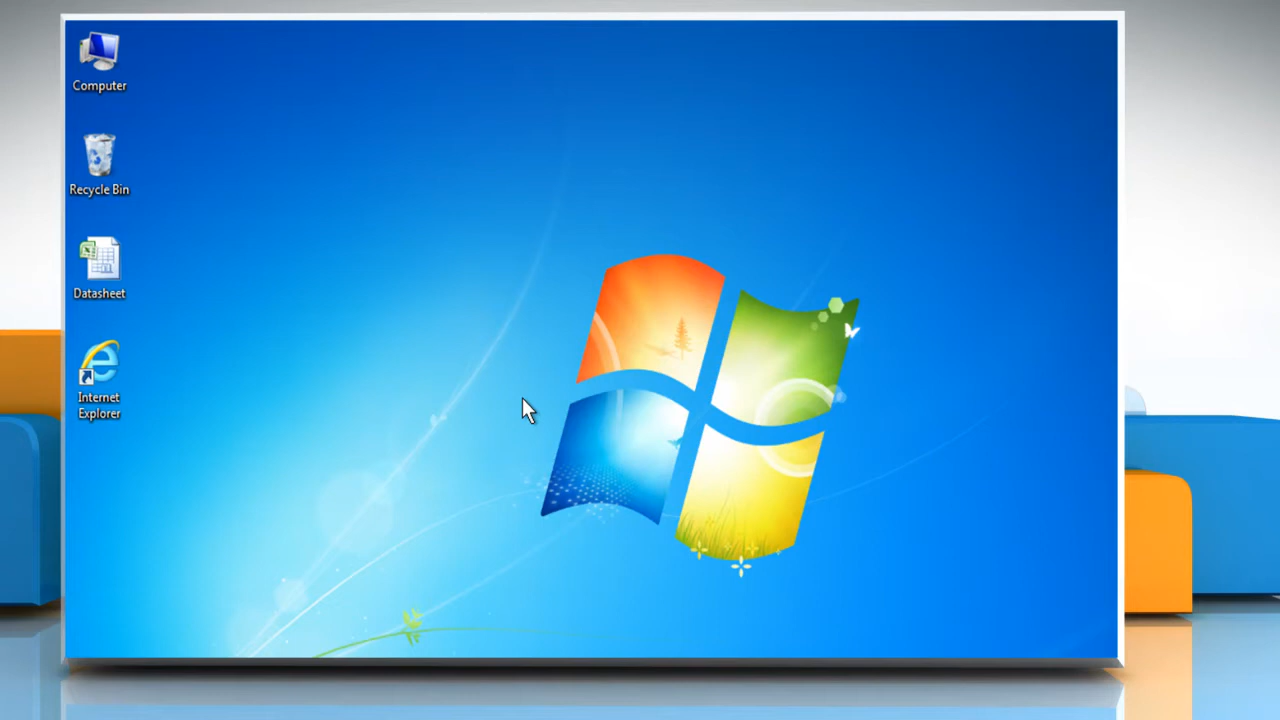 Computer
Recycle Bin
Datasheet
Internet
Explorer